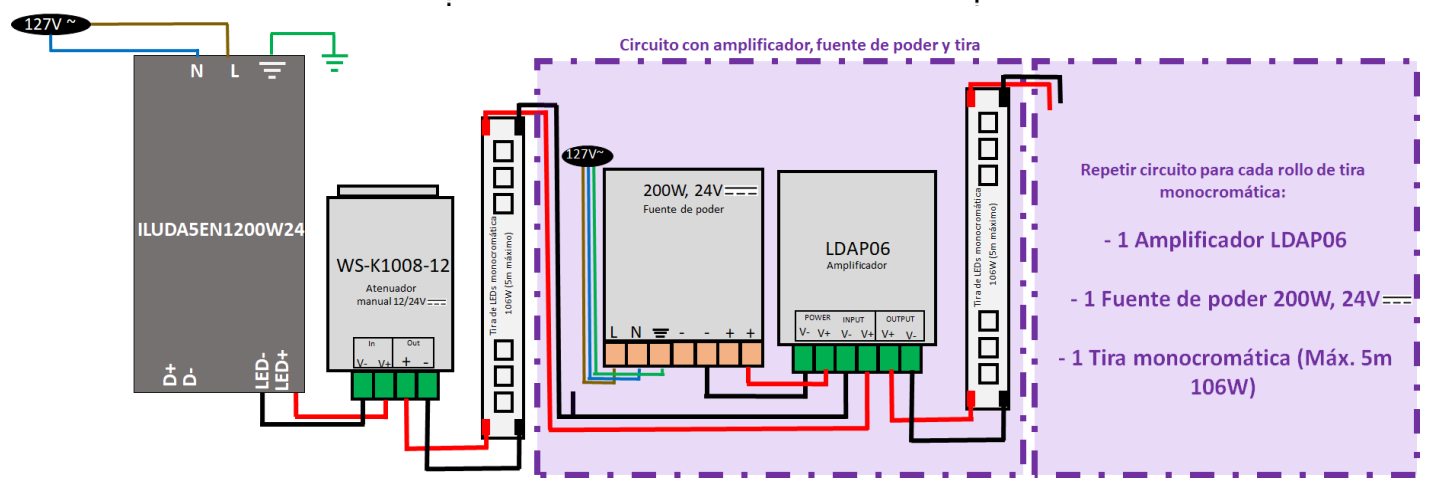 127V ~
N L
ILUDA5EN1200W24
D+
D-
LED-
LED+
WS-K1008-12
Atenuador
manual 12/24V
In Out
V- V+ + -
Tira de LEDs monocromática
106W (5m máximo)
Circuito con amplificador, fuente de poder y tira
127V~
200W, 24V
Fuente de poder
L N - - + +
LDAP06
Amplificador
POWER INPUT OUTPUT
V- V+ V- V+ V+ V-
Tira de LEDs monocromática
106W (5m máximo)
Repetir circuito para cada rollo de tira
monocromática:
- 1 Amplificador LDAP06
- 1 Fuente de poder 200W, 24V
- 1 Tira monocromática (Máx. 5m
106W)